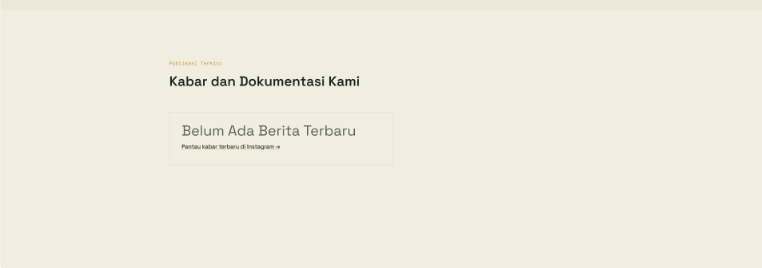 Publikasi Terkini
Kabar dan Dokumentasi Kami
Belum Ada Berita Terbaru
Pantau kabar terbaru di Instagram →